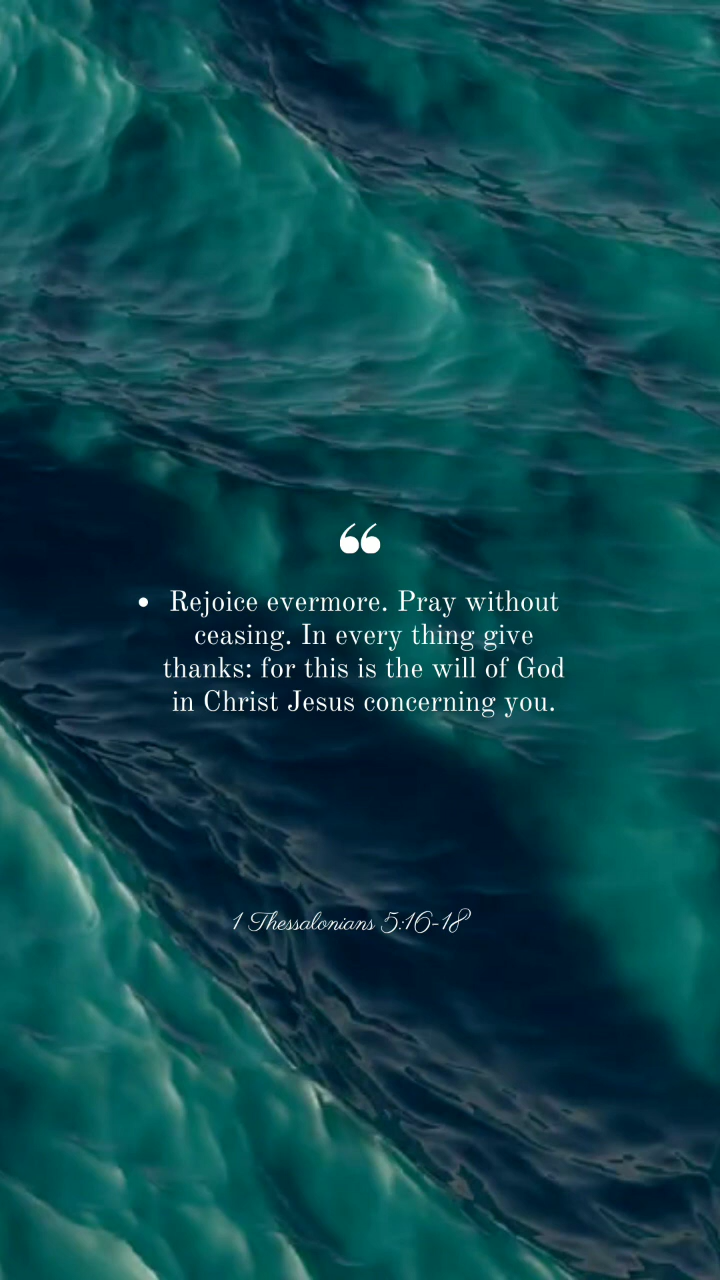 ❝
• Rejoice evermore. Pray without
ceasing. In every thing give
thanks: for this is the will of God
in Christ Jesus concerning you.
1 Thessalonians 5:16-18